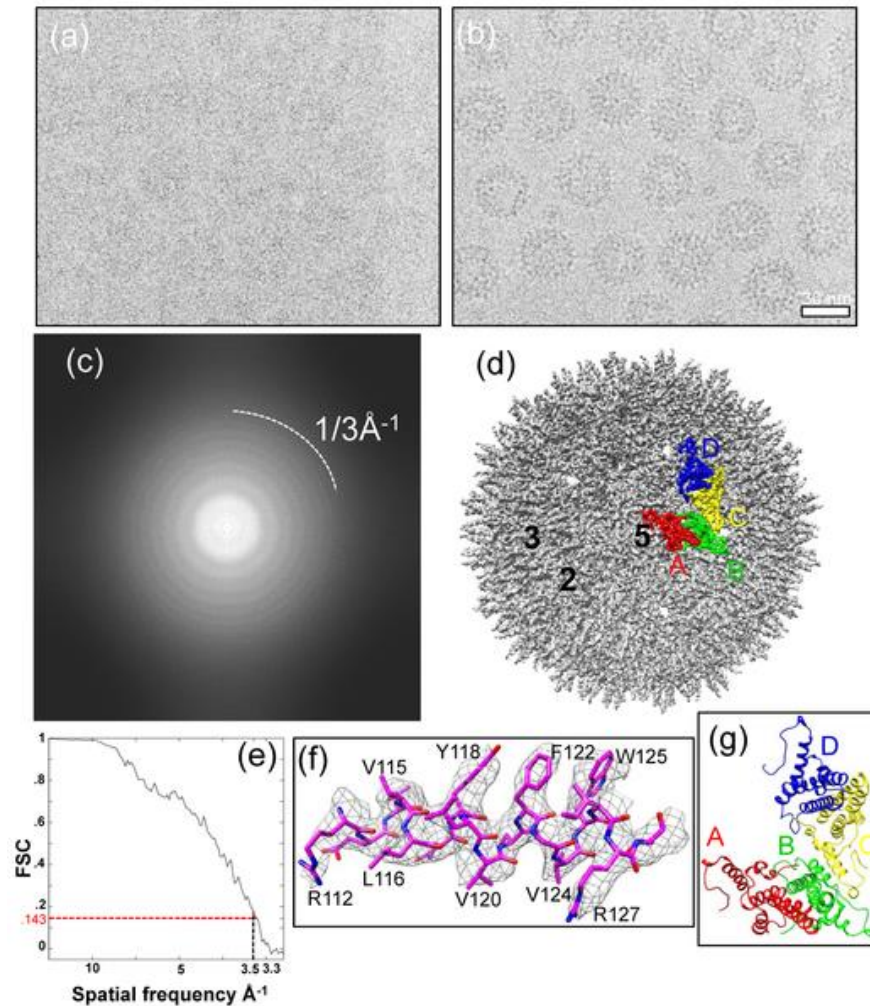 (a)
(b)
(c)
1/3Å⁻¹
(d)
D
C
3
5
A
B
2
(e)
1
.8
.6
.4
.2
.143
0
FSC
10
5
3.5
3.3
Spatial frequency Å⁻¹
(f)
Y118
F122
W125
V115
L116
R112
V120
V124
R127
(g)
D
A
B
C